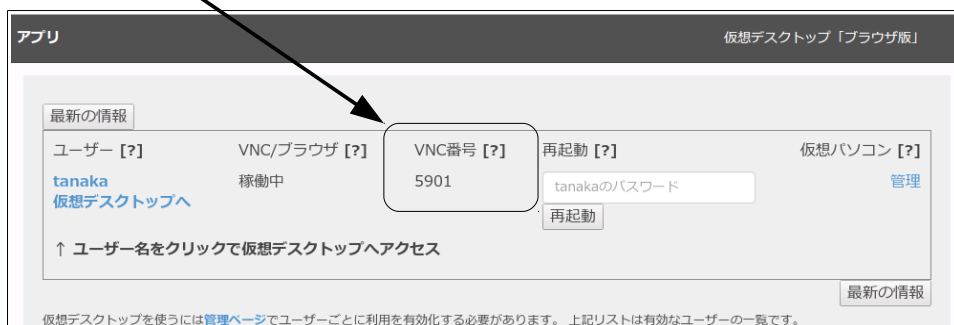 アプリ 仮想デスクトップ「ブラウザ版」
最新の情報
ユーザー [?] VNC/ブラウザ [?] VNC番号 [?] 再起動 [?] 仮想パソコン [?]
tanaka 稼働中 5901 tanakaのパスワード 管理
仮想デスクトップへ
再起動
↑ ユーザー名をクリックで仮想デスクトップへアクセス
最新の情報
仮想デスクトップを使うには管理ページでユーザーごとに利用を有効化する必要があります。 上記リストは有効なユーザーの一覧です。